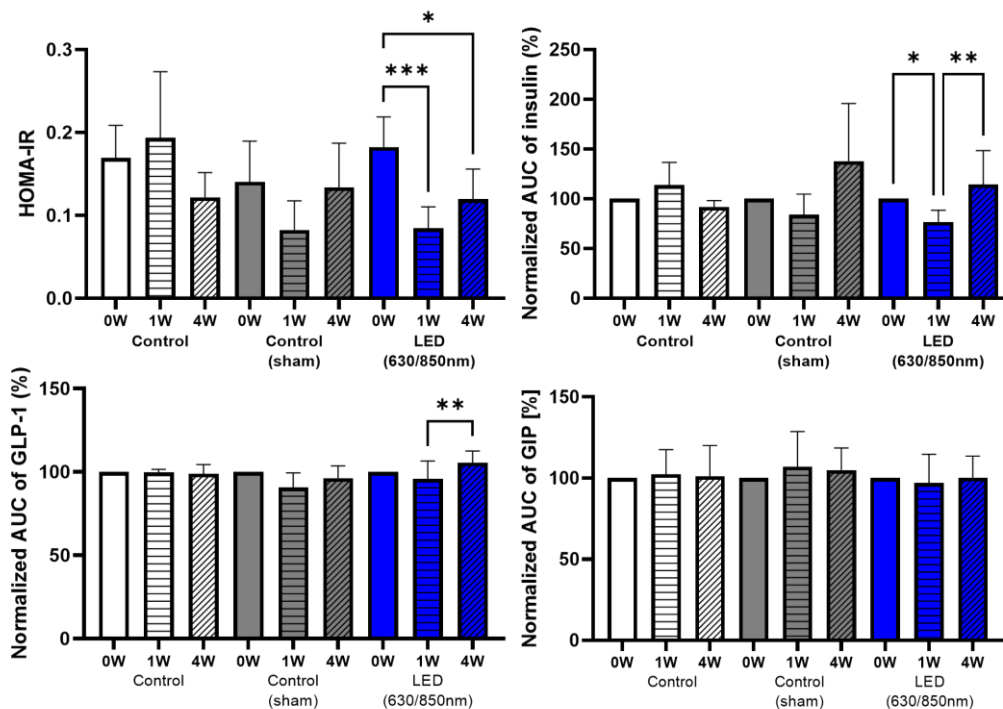 HOMA-IR
0.3
0.2
0.1
0.0
*
***
0W 1W 4W 0W 1W 4W 0W 1W 4W
Control Control LED
(sham) (630/850nm)
Normalized AUC of insulin (%)
250
200
150
100
50
0
* **
0W 1W 4W 0W 1W 4W 0W 1W 4W
Control Control LED
(sham) (630/850nm)
Normalized AUC of GLP-1 (%)
150
100
50
0
**
0W 1W 4W 0W 1W 4W 0W 1W 4W
Control Control LED
(sham) (630/850nm)
Normalized AUC of GIP [%]
150
100
50
0
0W 1W 4W 0W 1W 4W 0W 1W 4W
Control Control LED
(sham) (630/850nm)